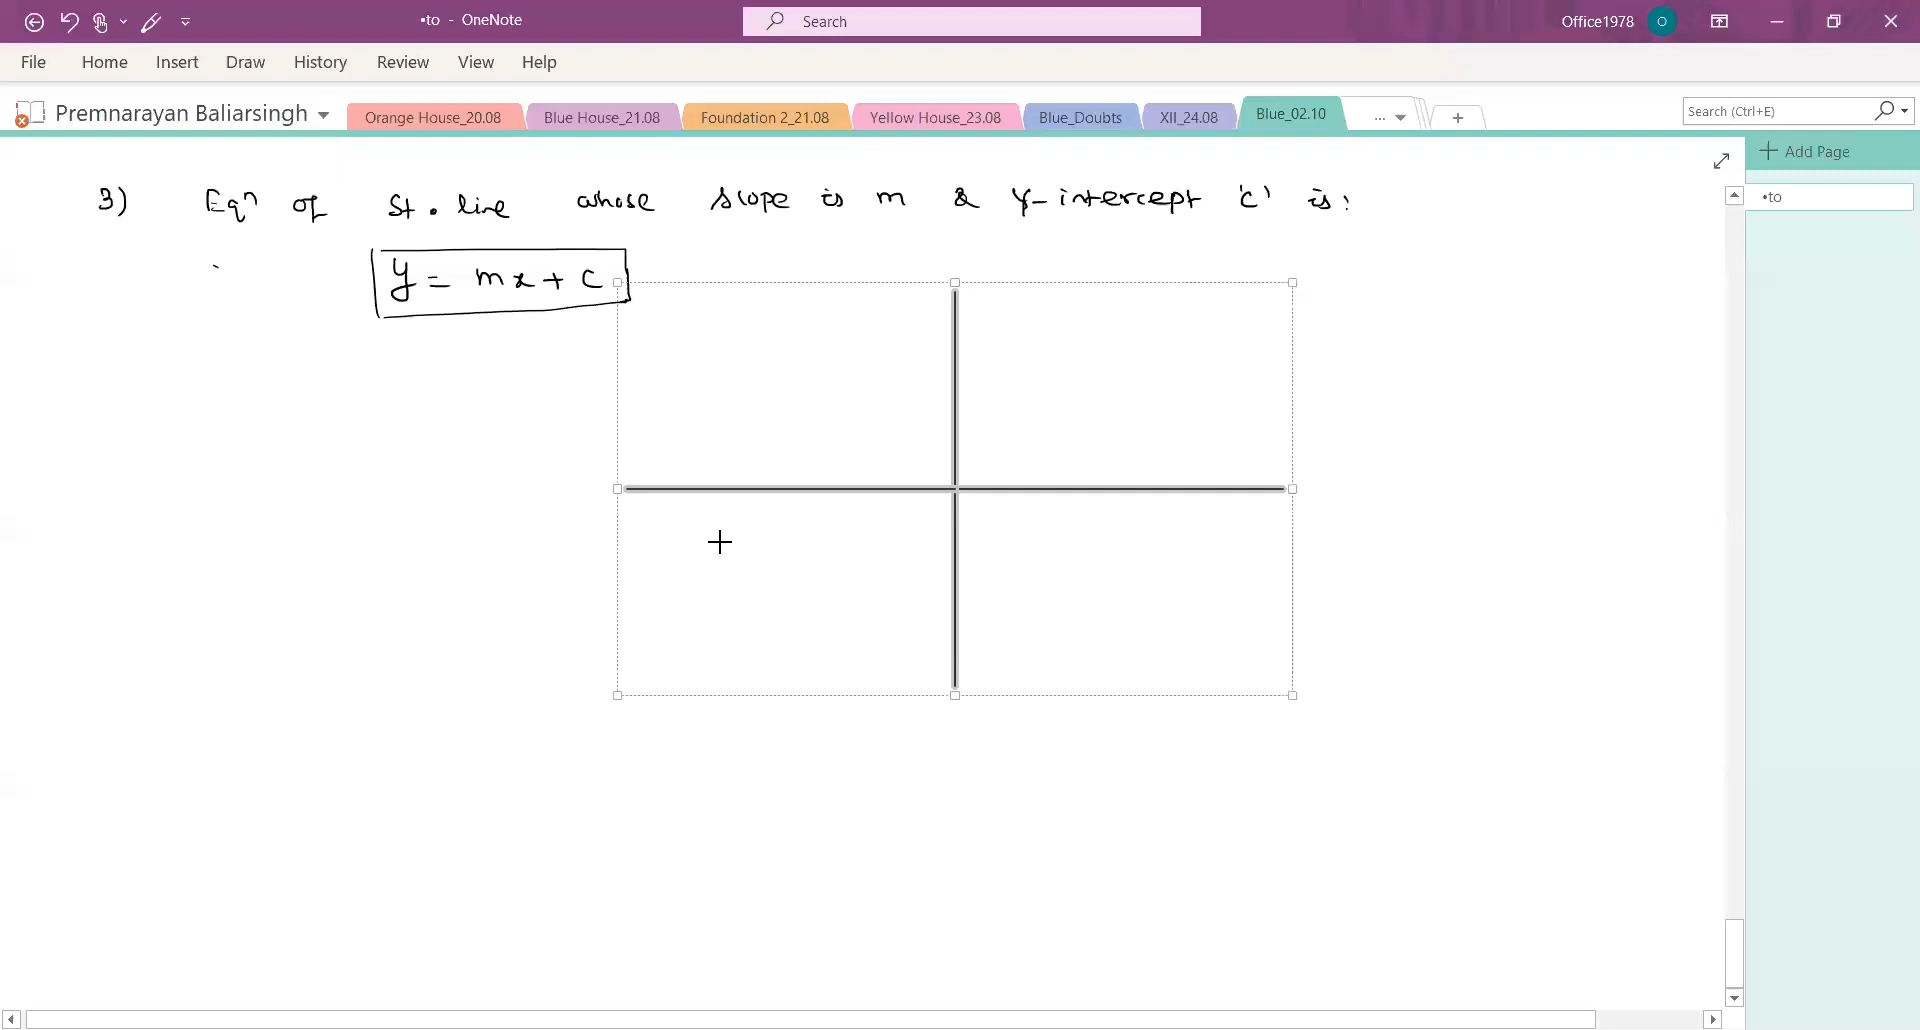 •to - OneNote
Search
Office1978
O
File Home Insert Draw History Review View Help
Premnarayan Baliarsingh
Orange House_20.08
Blue House_21.08
Foundation 2_21.08
Yellow House_23.08
Blue_Doubts
XII_24.08
Blue_02.10
...
+
Search (Ctrl+E)
Add Page
•to
3) Eqn of St. line whose slope is m & Y-intercept 'c' is:
y = mx + c